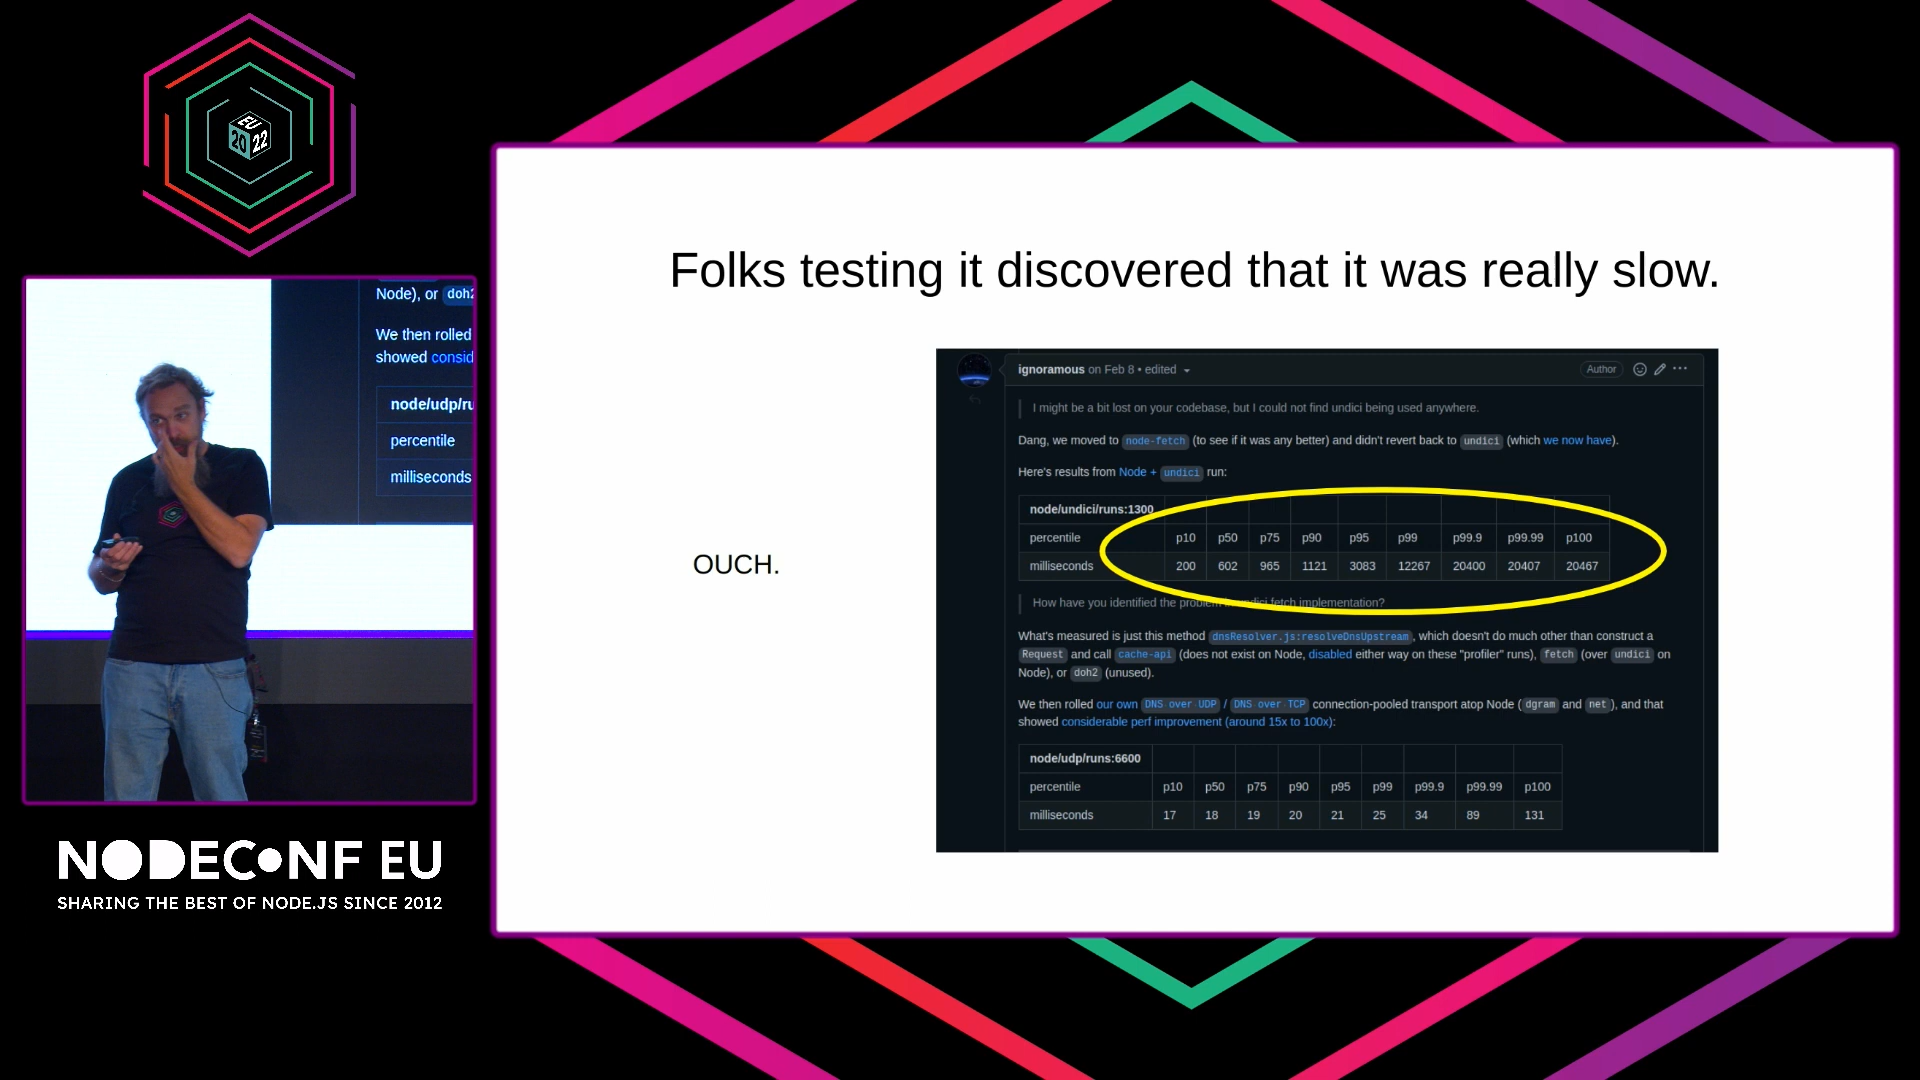 EU
20 22
Node), or doh2
We then rolled
showed consid
node/udp/ru
percentile
milliseconds
NODECONF EU
SHARING THE BEST OF NODE.JS SINCE 2012
Folks testing it discovered that it was really slow.
OUCH.
ignoramous on Feb 8 • edited
Author
I might be a bit lost on your codebase, but I could not find undici being used anywhere.
Dang, we moved to node-fetch (to see if it was any better) and didn't revert back to undici (which we now have).
Here's results from Node + undici run:
node/undici/runs:1300
percentile p10 p50 p75 p90 p95 p99 p99.9 p99.99 p100
milliseconds 200 602 965 1121 3083 12267 20400 20407 20467
How have you identified the problem in undici fetch implementation?
What's measured is just this method dnsResolver.js:resolveDnsUpstream, which doesn't do much other than construct a
Request and call cache-api (does not exist on Node, disabled either way on these "profiler" runs), fetch (over undici on
Node), or doh2 (unused).
We then rolled our own DNS over UDP / DNS over TCP connection-pooled transport atop Node (dgram and net), and that
showed considerable perf improvement (around 15x to 100x):
node/udp/runs:6600
percentile p10 p50 p75 p90 p95 p99 p99.9 p99.99 p100
milliseconds 17 18 19 20 21 25 34 89 131